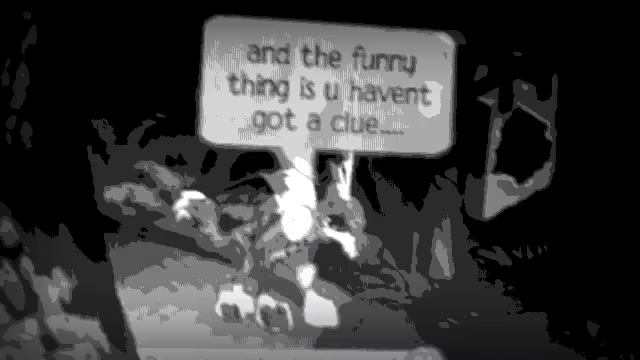 and the funny
thing is u havent
got a clue....